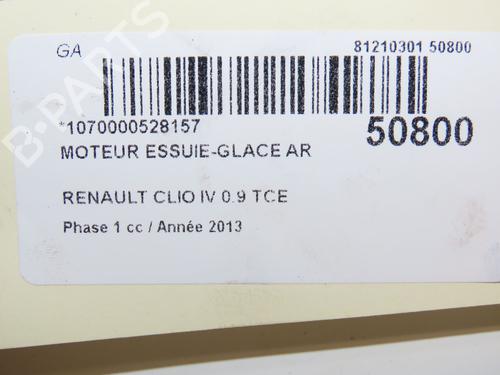 GA
81210301 50800
*1070000528157
50800
MOTEUR ESSUIE-GLACE AR
RENAULT CLIO IV 0.9 TCE
Phase 1 cc / Année 2013
B-PARTS